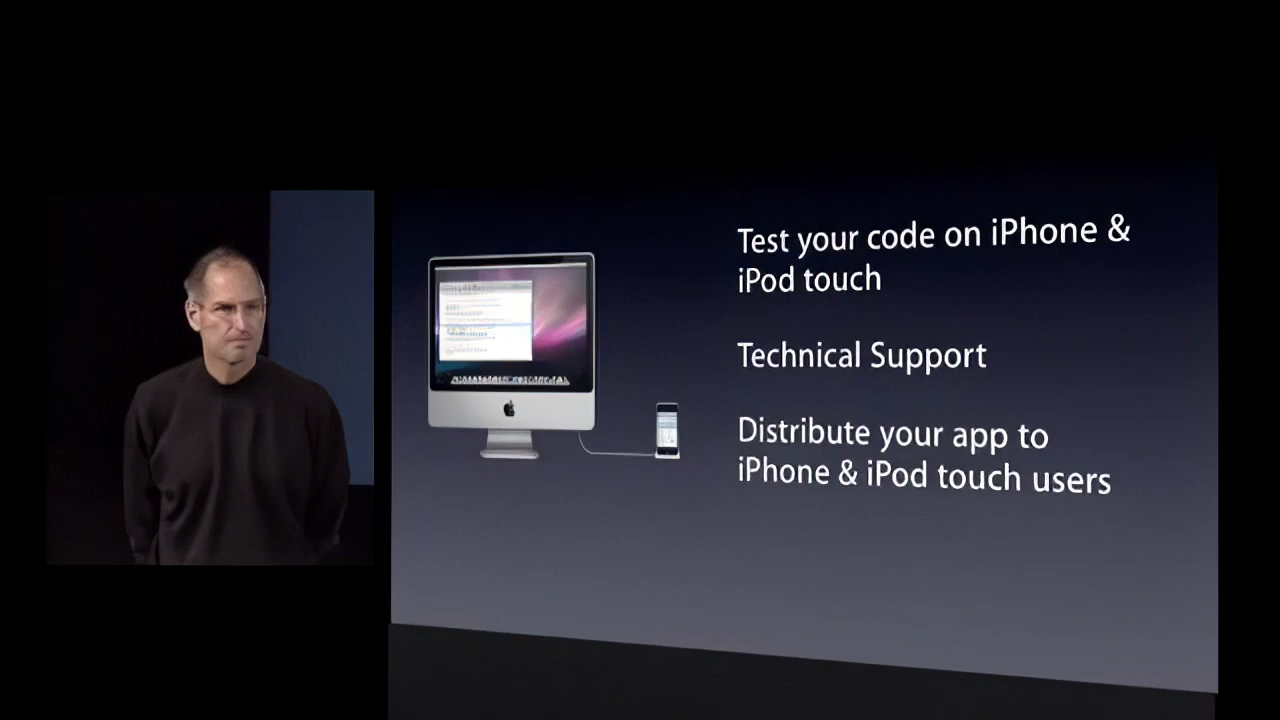 Test your code on iPhone &
iPod touch
Technical Support
Distribute your app to
iPhone & iPod touch users